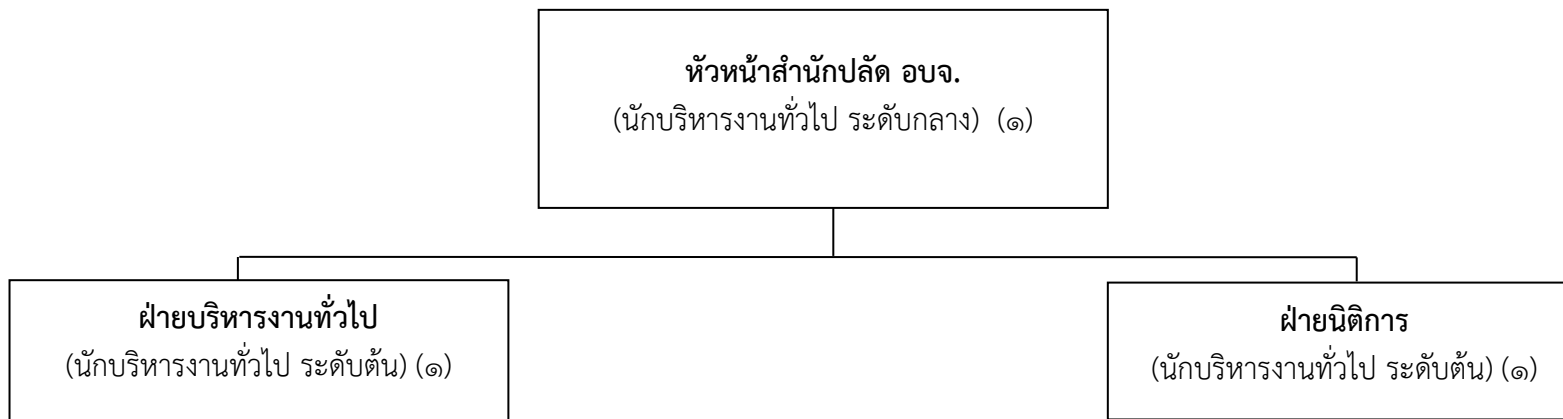 หัวหน้าสำนักปลัด อบจ.
(นักบริหารงานทั่วไป ระดับกลาง) (๑)
ฝ่ายบริหารงานทั่วไป
(นักบริหารงานทั่วไป ระดับต้น) (๑)
ฝ่ายนิติการ
(นักบริหารงานทั่วไป ระดับต้น) (๑)